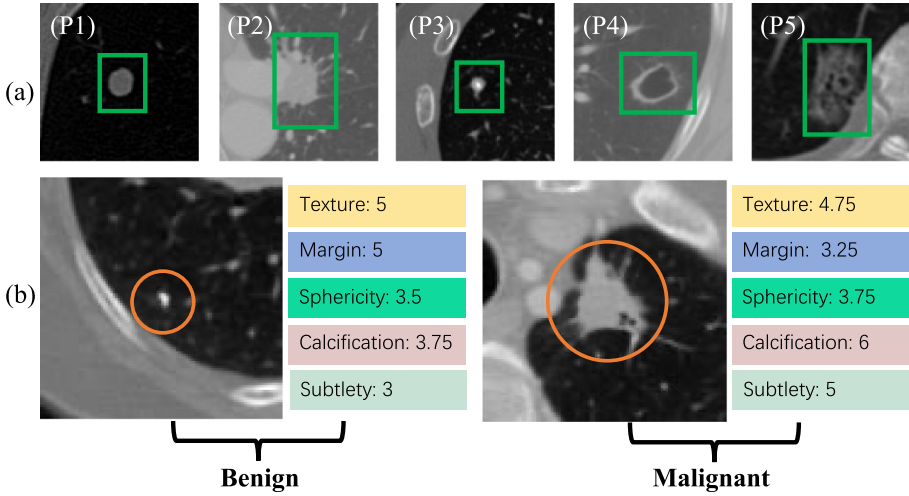 (P1) (P2) (P3) (P4) (P5)
(a)
Texture: 5
Margin: 5
Sphericity: 3.5
Calcification: 3.75
Subtlety: 3
Texture: 4.75
Margin: 3.25
Sphericity: 3.75
Calcification: 6
Subtlety: 5
(b)
Benign
Malignant